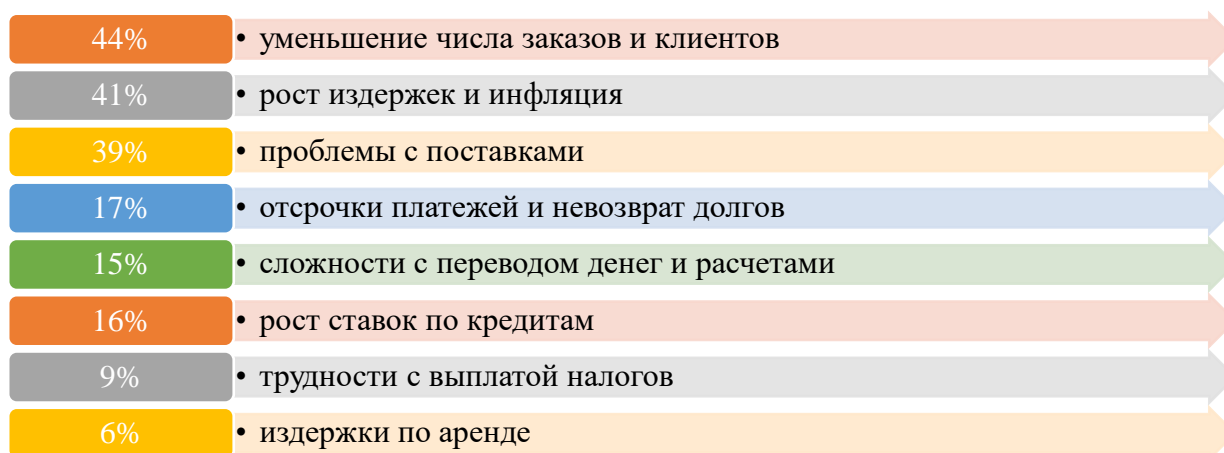 44% • уменьшение числа заказов и клиентов
41% • рост издержек и инфляция
39% • проблемы с поставками
17% • отсрочки платежей и невозврат долгов
15% • сложности с переводом денег и расчетами
16% • рост ставок по кредитам
9% • трудности с выплатой налогов
6% • издержки по аренде